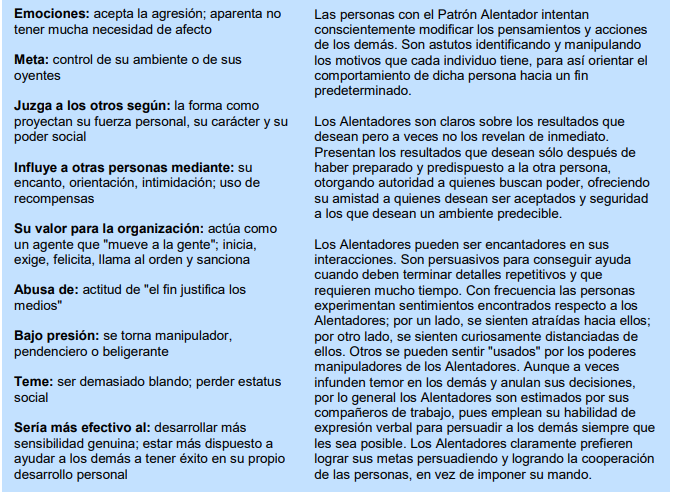 Emociones: acepta la agresión; aparenta no
tener mucha necesidad de afecto
Meta: control de su ambiente o de sus
oyentes
Juzga a los otros según: la forma como
proyectan su fuerza personal, su carácter y su
poder social
Influye a otras personas mediante: su
encanto, orientación, intimidación; uso de
recompensas
Su valor para la organización: actúa como
un agente que "mueve a la gente"; inicia,
exige, felicita, llama al orden y sanciona
Abusa de: actitud de "el fin justifica los
medios"
Bajo presión: se torna manipulador,
pendenciero o beligerante
Teme: ser demasiado blando; perder estatus
social
Sería más efectivo al: desarrollar más
sensibilidad genuina; estar más dispuesto a
ayudar a los demás a tener éxito en su propio
desarrollo personal
Las personas con el Patrón Alentador intentan
conscientemente modificar los pensamientos y acciones
de los demás. Son astutos identificando y manipulando
los motivos que cada individuo tiene, para así orientar el
comportamiento de dicha persona hacia un fin
predeterminado.
Los Alentadores son claros sobre los resultados que
desean pero a veces no los revelan de inmediato.
Presentan los resultados que desean sólo después de
haber preparado y predispuesto a la otra persona,
otorgando autoridad a quienes buscan poder, ofreciendo
su amistad a quienes desean ser aceptados y seguridad
a los que desean un ambiente predecible.
Los Alentadores pueden ser encantadores en sus
interacciones. Son persuasivos para conseguir ayuda
cuando deben terminar detalles repetitivos y que
requieren mucho tiempo. Con frecuencia las personas
experimentan sentimientos encontrados respecto a los
Alentadores; por un lado, se sienten atraídas hacia ellos;
por otro lado, se sienten curiosamente distanciadas de
ellos. Otros se pueden sentir "usados" por los poderes
manipuladores de los Alentadores. Aunque a veces
infunden temor en los demás y anulan sus decisiones,
por lo general los Alentadores son estimados por sus
compañeros de trabajo, pues emplean su habilidad de
expresión verbal para persuadir a los demás siempre que
les sea posible. Los Alentadores claramente prefieren
lograr sus metas persuadiendo y logrando la cooperación
de las personas, en vez de imponer su mando.